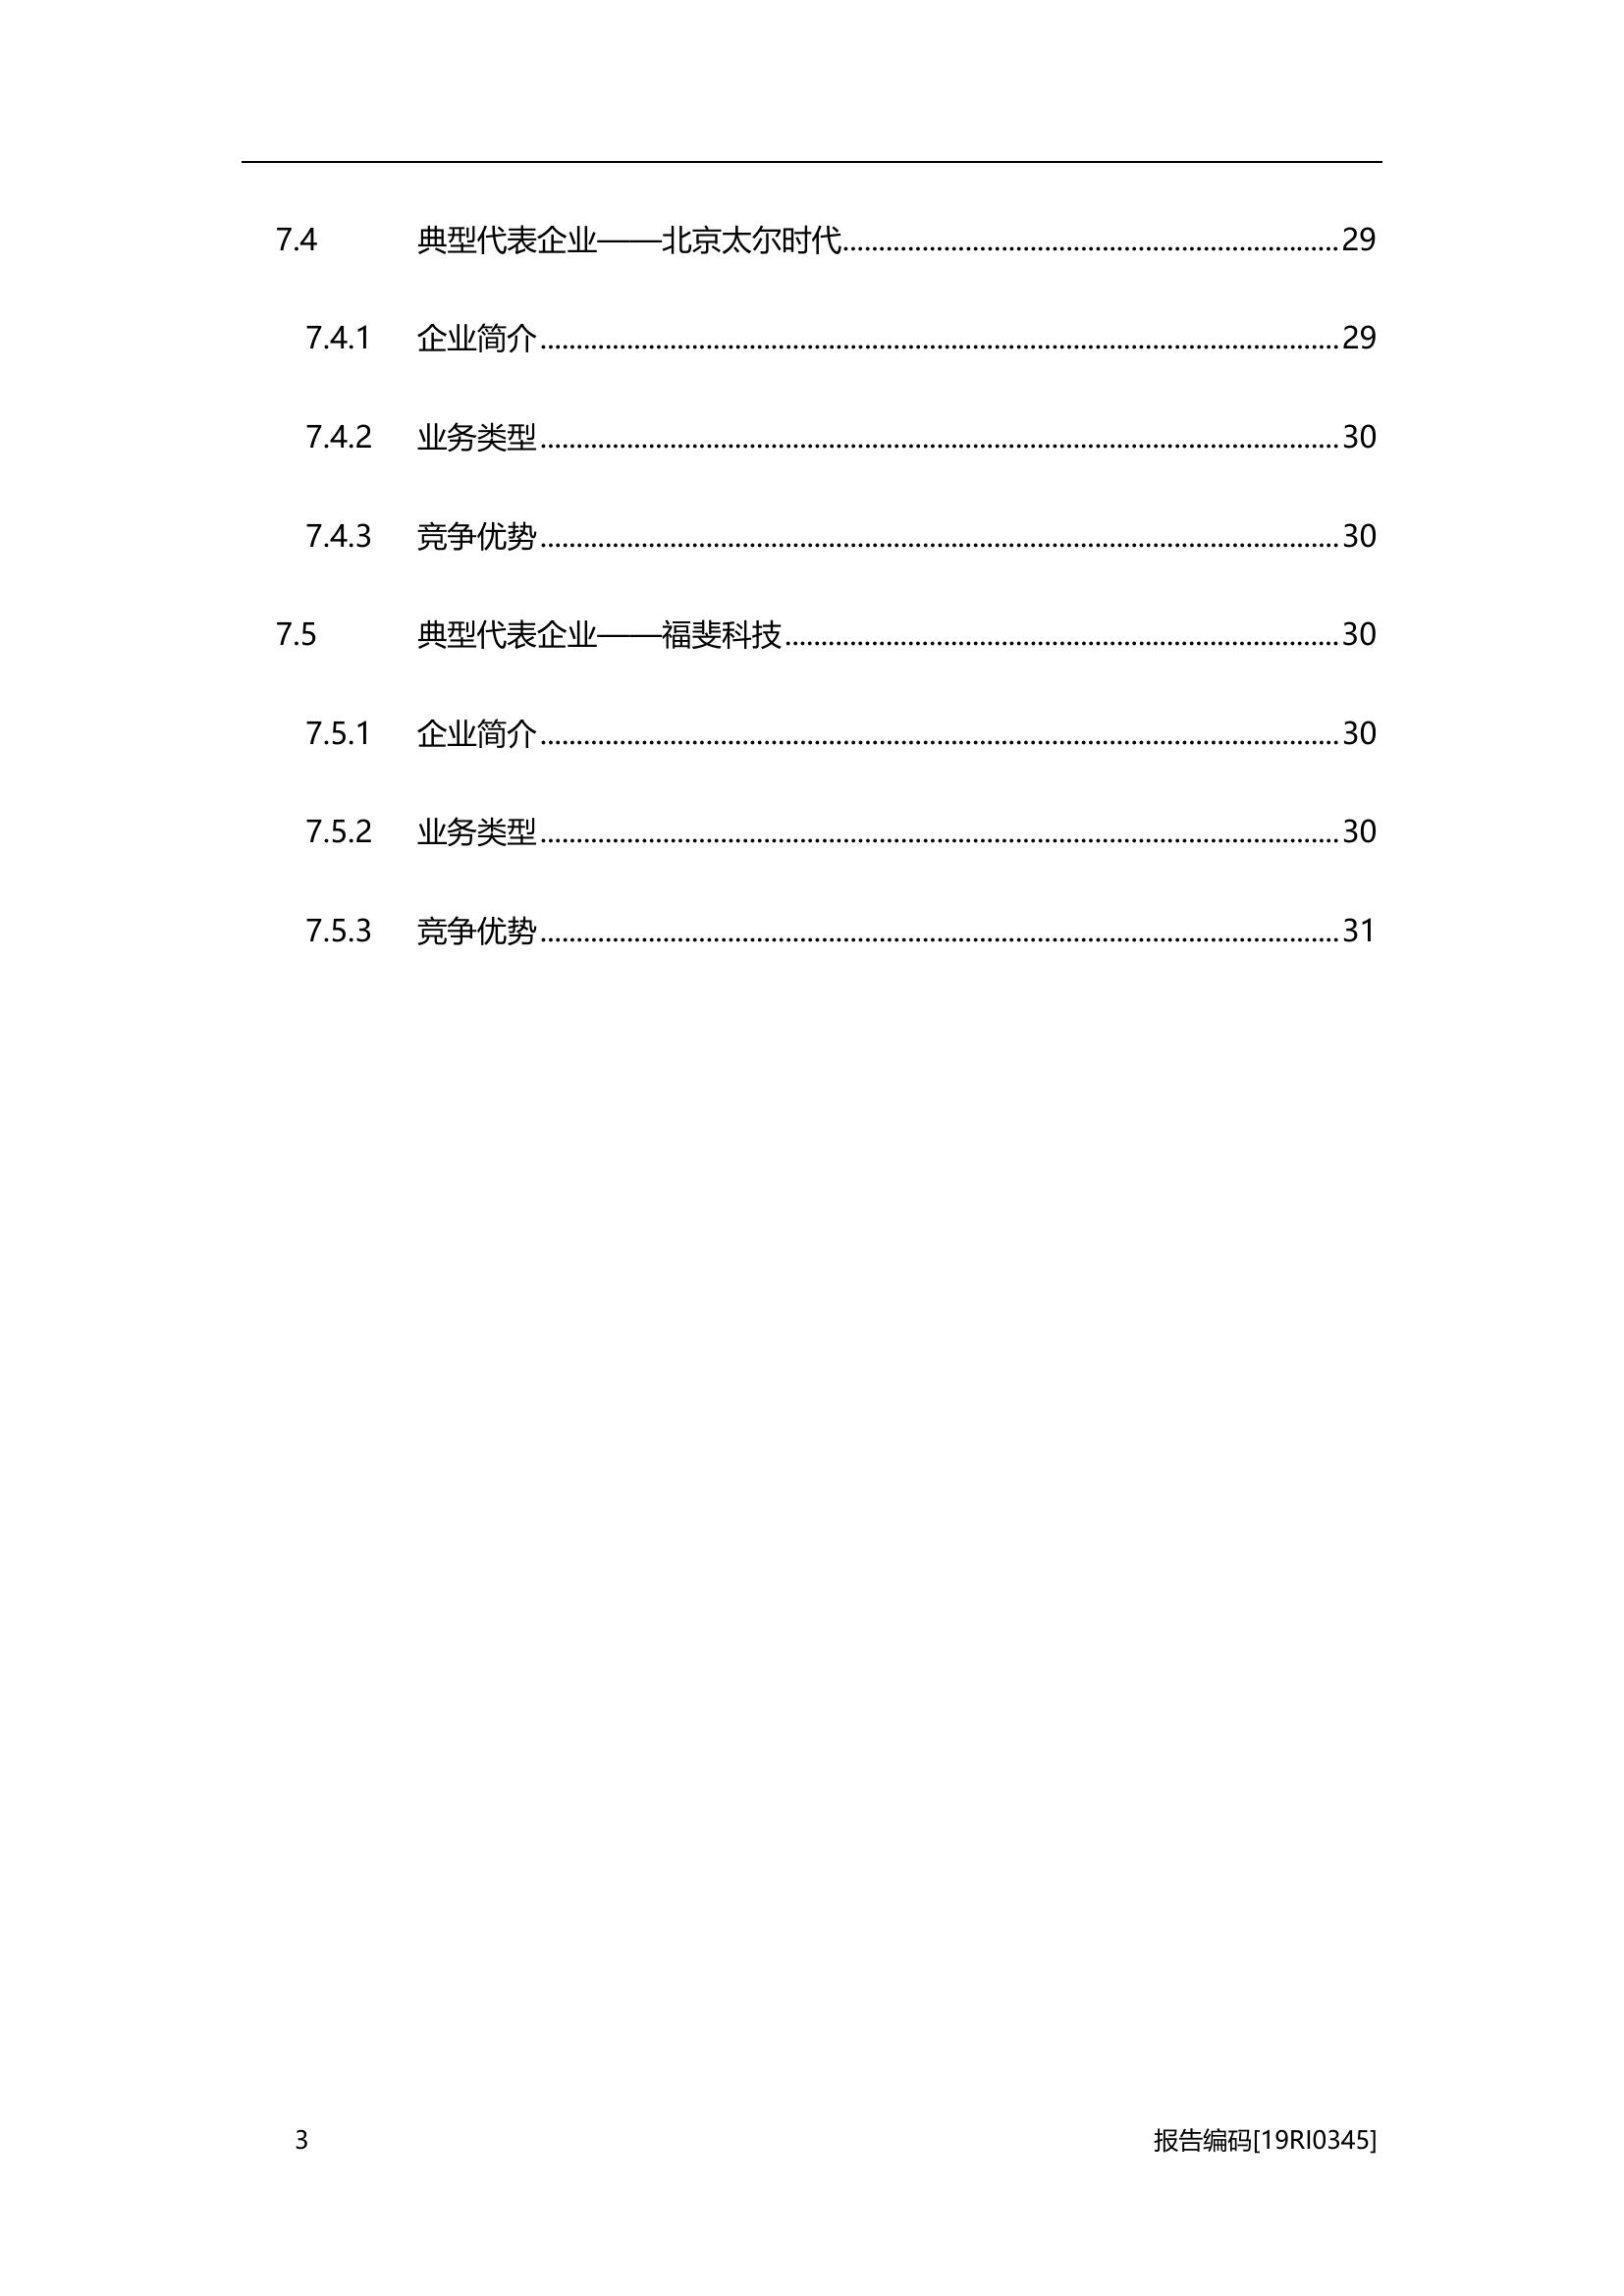 7.4 典型代表企业——北京太尔时代........................................................................29
7.4.1 企业简介........................................................................29
7.4.2 业务类型........................................................................30
7.4.3 竞争优势........................................................................30
7.5 典型代表企业——福斐科技........................................................................30
7.5.1 企业简介........................................................................30
7.5.2 业务类型........................................................................30
7.5.3 竞争优势........................................................................31
3 报告编码[19RI0345]